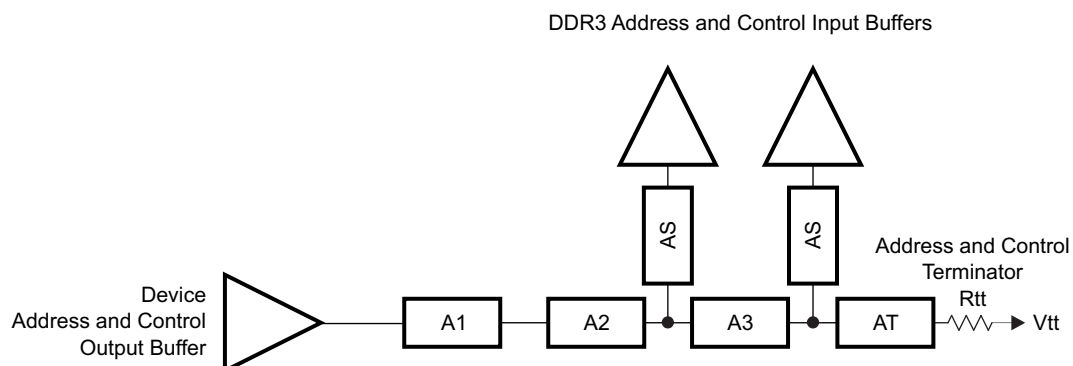 DDR3 Address and Control Input Buffers
AS
AS
Address and Control
Terminator
Rtt
Device
Address and Control
Output Buffer
A1
A2
A3
AT
Vtt